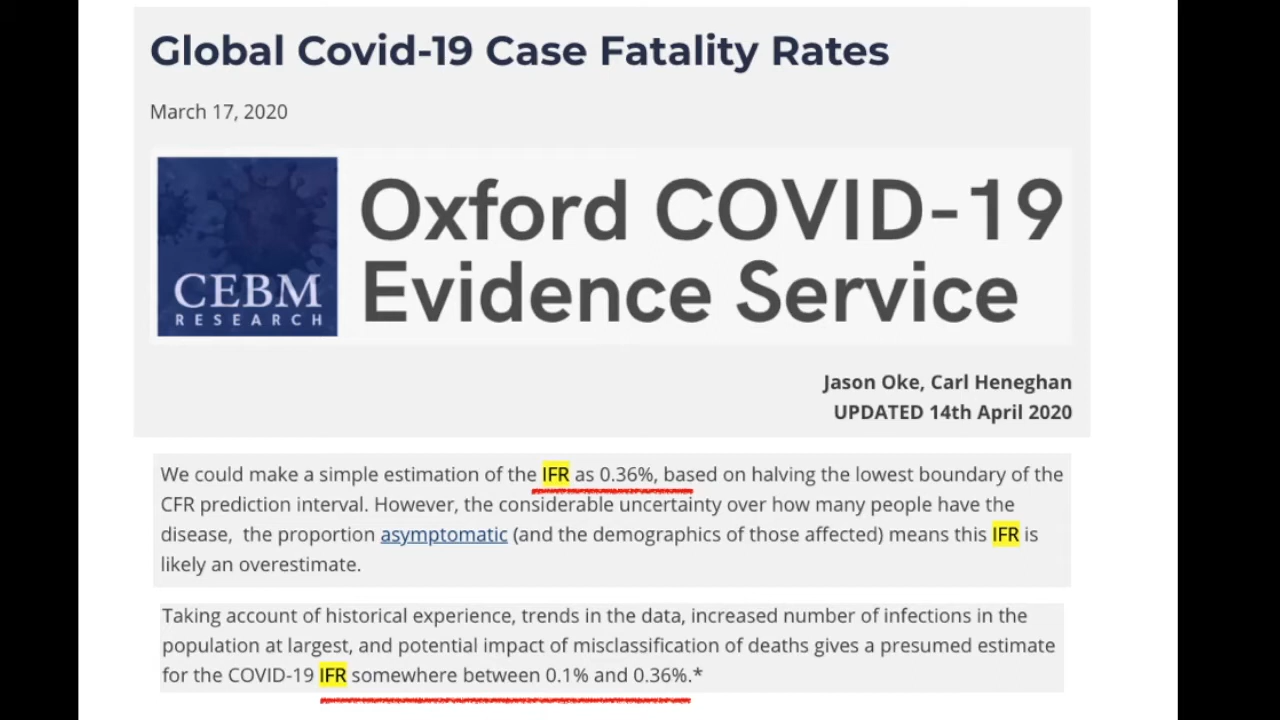 Global Covid-19 Case Fatality Rates
March 17, 2020
CEBM
RESEARCH
Oxford COVID-19
Evidence Service
Jason Oke, Carl Heneghan
UPDATED 14th April 2020
We could make a simple estimation of the IFR as 0.36%, based on halving the lowest boundary of the
CFR prediction interval. However, the considerable uncertainty over how many people have the
disease, the proportion asymptomatic (and the demographics of those affected) means this IFR is
likely an overestimate.
Taking account of historical experience, trends in the data, increased number of infections in the
population at largest, and potential impact of misclassification of deaths gives a presumed estimate
for the COVID-19 IFR somewhere between 0.1% and 0.36%.*